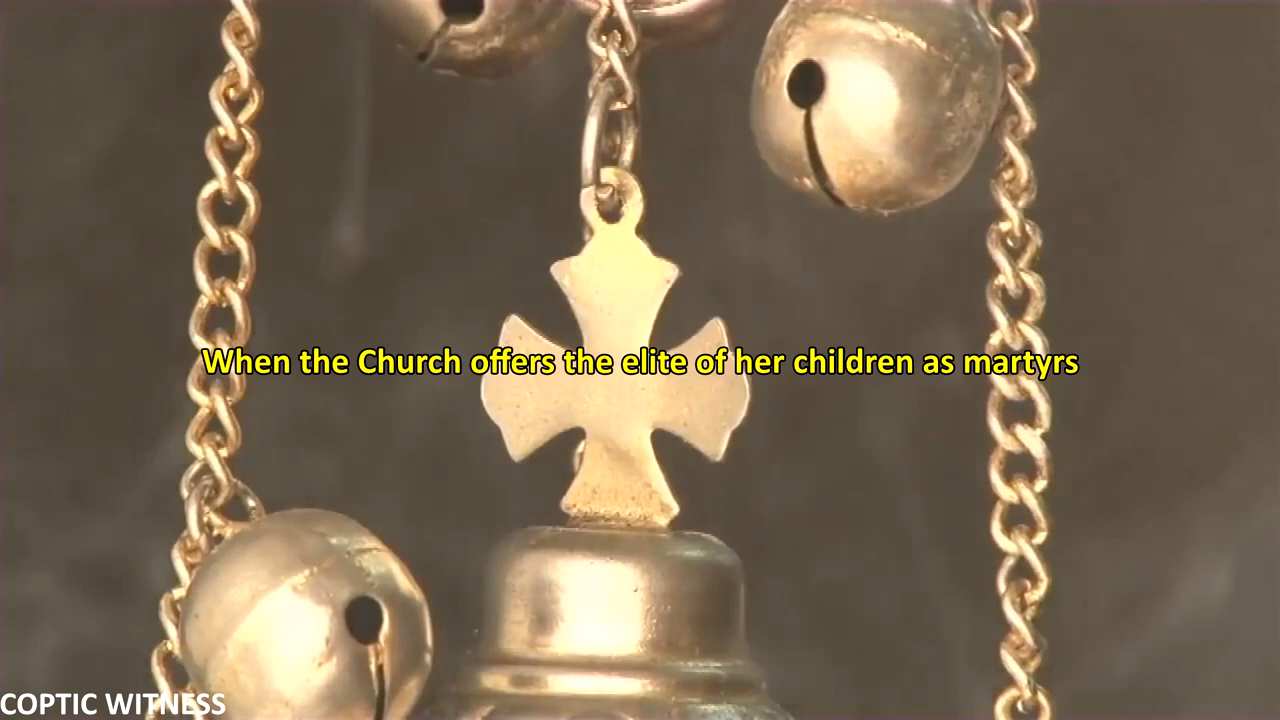 When the Church offers the elite of her children as martyrs
COPTIC WITNESS